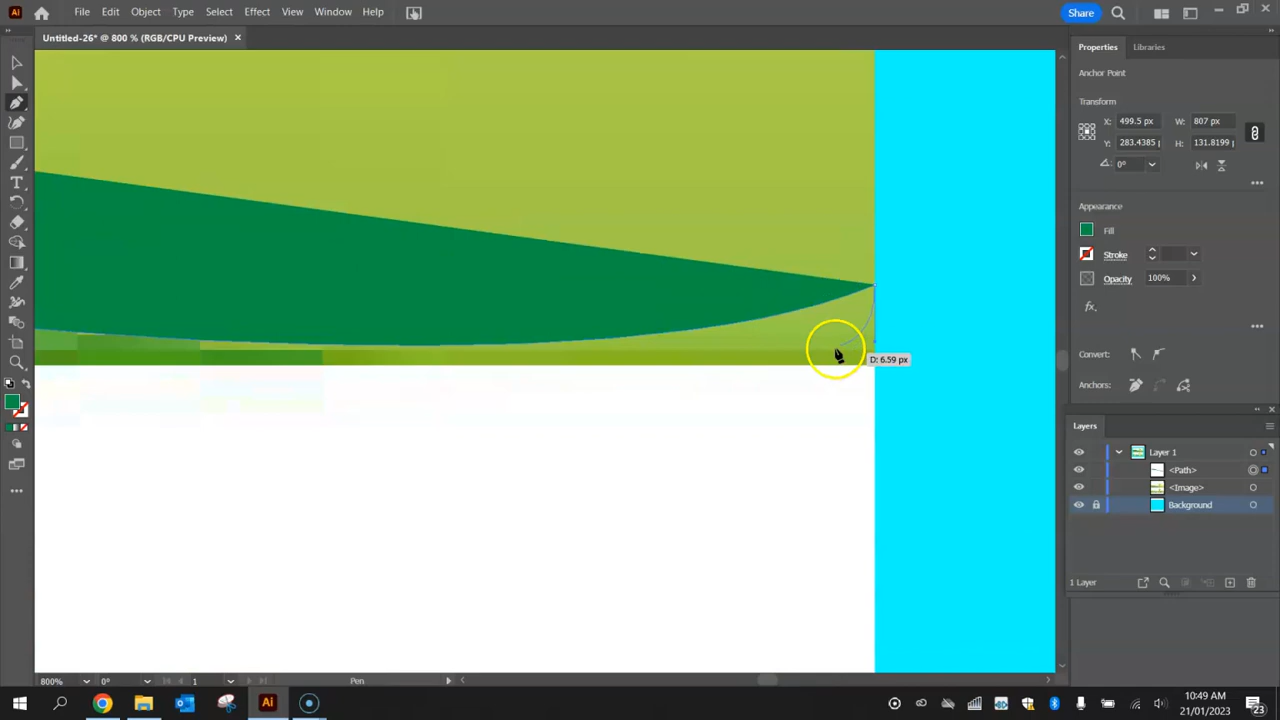 Ai File Edit Object Type Select Effect View Window Help Share
Untitled-26* @ 800 % (RGB/CPU Preview) ×
Properties Libraries
Anchor Point
Transform
X: 499.5 px W: 807 px
Y: 283.4385 H: 131.8199
0°
Appearance
Fill
Stroke
Opacity 100%
fx.
Convert:
Anchors:
D: 6.59 px
Layers
Layer 1
<Path>
<Image>
Background
1 Layer
800% 0° 1 Pen
Ai
10:49 AM
21/01/2023
23